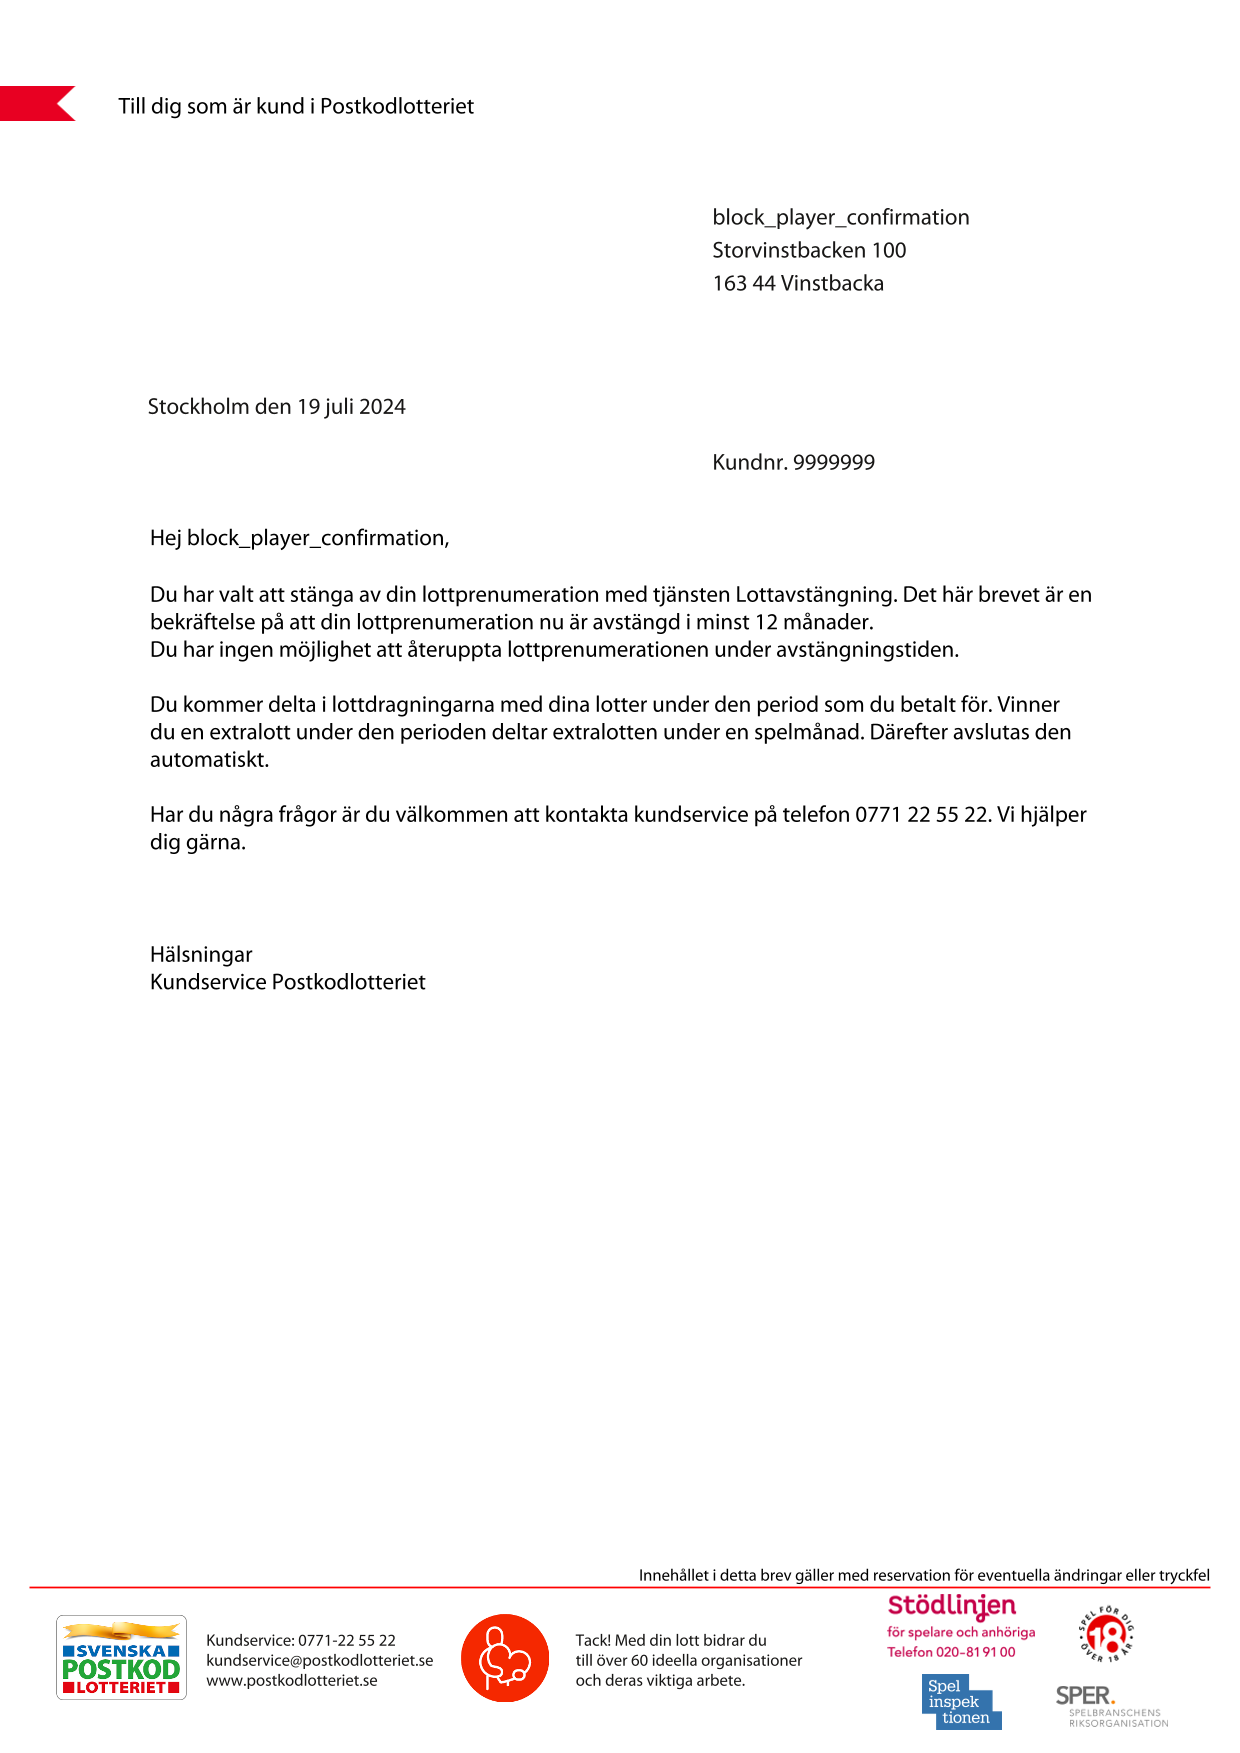 Till dig som är kund i Postkodlotteriet
block_player_confirmation
Storvinstbacken 100
163 44 Vinstbacka
Stockholm den 19 juli 2024
Kundnr. 9999999
Hej block_player_confirmation,
Du har valt att stänga av din lottprenumeration med tjänsten Lottavstängning. Det här brevet är en
bekräftelse på att din lottprenumeration nu är avstängd i minst 12 månader.
Du har ingen möjlighet att återuppta lottprenumerationen under avstängningstiden.
Du kommer delta i lottdragningarna med dina lotter under den period som du betalt för. Vinner
du en extralott under den perioden deltar extralotten under en spelmånad. Därefter avslutas den
automatiskt.
Har du några frågor är du välkommen att kontakta kundservice på telefon 0771 22 55 22. Vi hjälper
dig gärna.
Hälsningar
Kundservice Postkodlotteriet
Innehållet i detta brev gäller med reservation för eventuella ändringar eller tryckfel
SVENSKA
POSTKOD
LOTTERIET
Kundservice: 0771-22 55 22
kundservice@postkodlotteriet.se
www.postkodlotteriet.se
Tack! Med din lott bidrar du
till över 60 ideella organisationer
och deras viktiga arbete.
Stödlinjen
för spelare och anhöriga
Telefon 020-81 91 00
SPEL FÖR DIG
18
ÖVER 18 ÅR
Spel
inspek
tionen
SPER.
SPELBRANSCHENS
RIKSORGANISATION